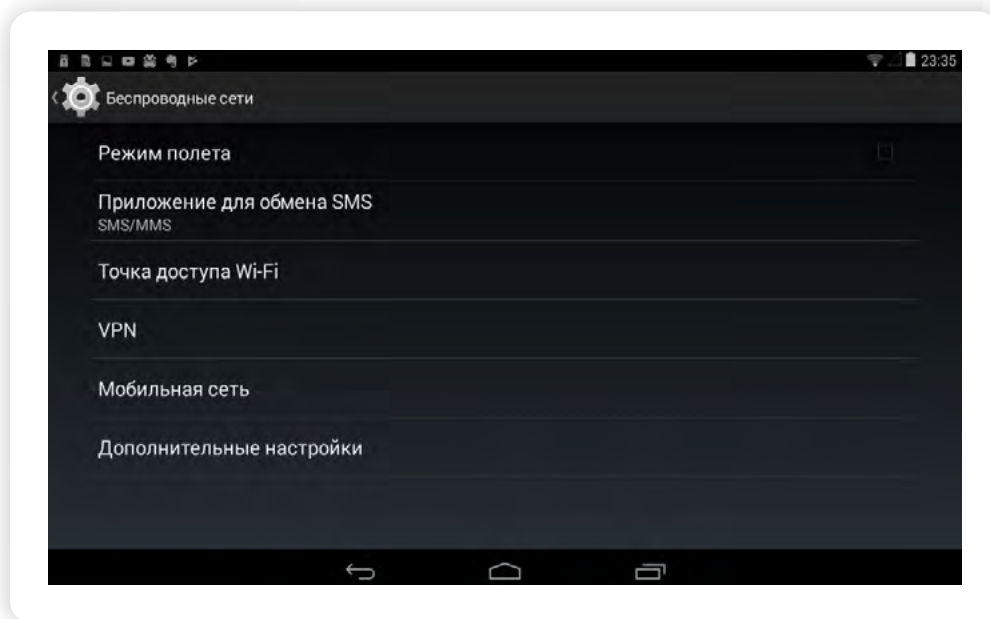 23:35
Беспроводные сети
Режим полета
Приложение для обмена SMS
SMS/MMS
Точка доступа Wi-Fi
VPN
Мобильная сеть
Дополнительные настройки